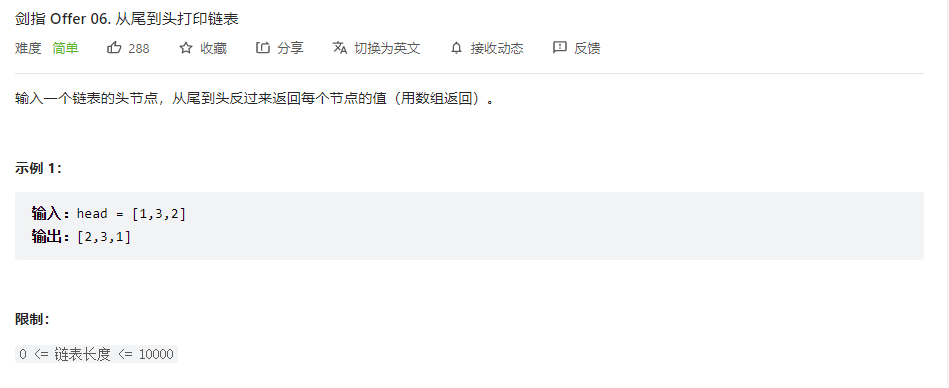 剑指 Offer 06. 从尾到头打印链表
难度 简单 288 收藏 分享 切换为英文 接收动态 反馈
输入一个链表的头节点，从尾到头反过来返回每个节点的值（用数组返回）。
示例 1：
输入：head = [1,3,2]
输出：[2,3,1]
限制：
0 <= 链表长度 <= 10000